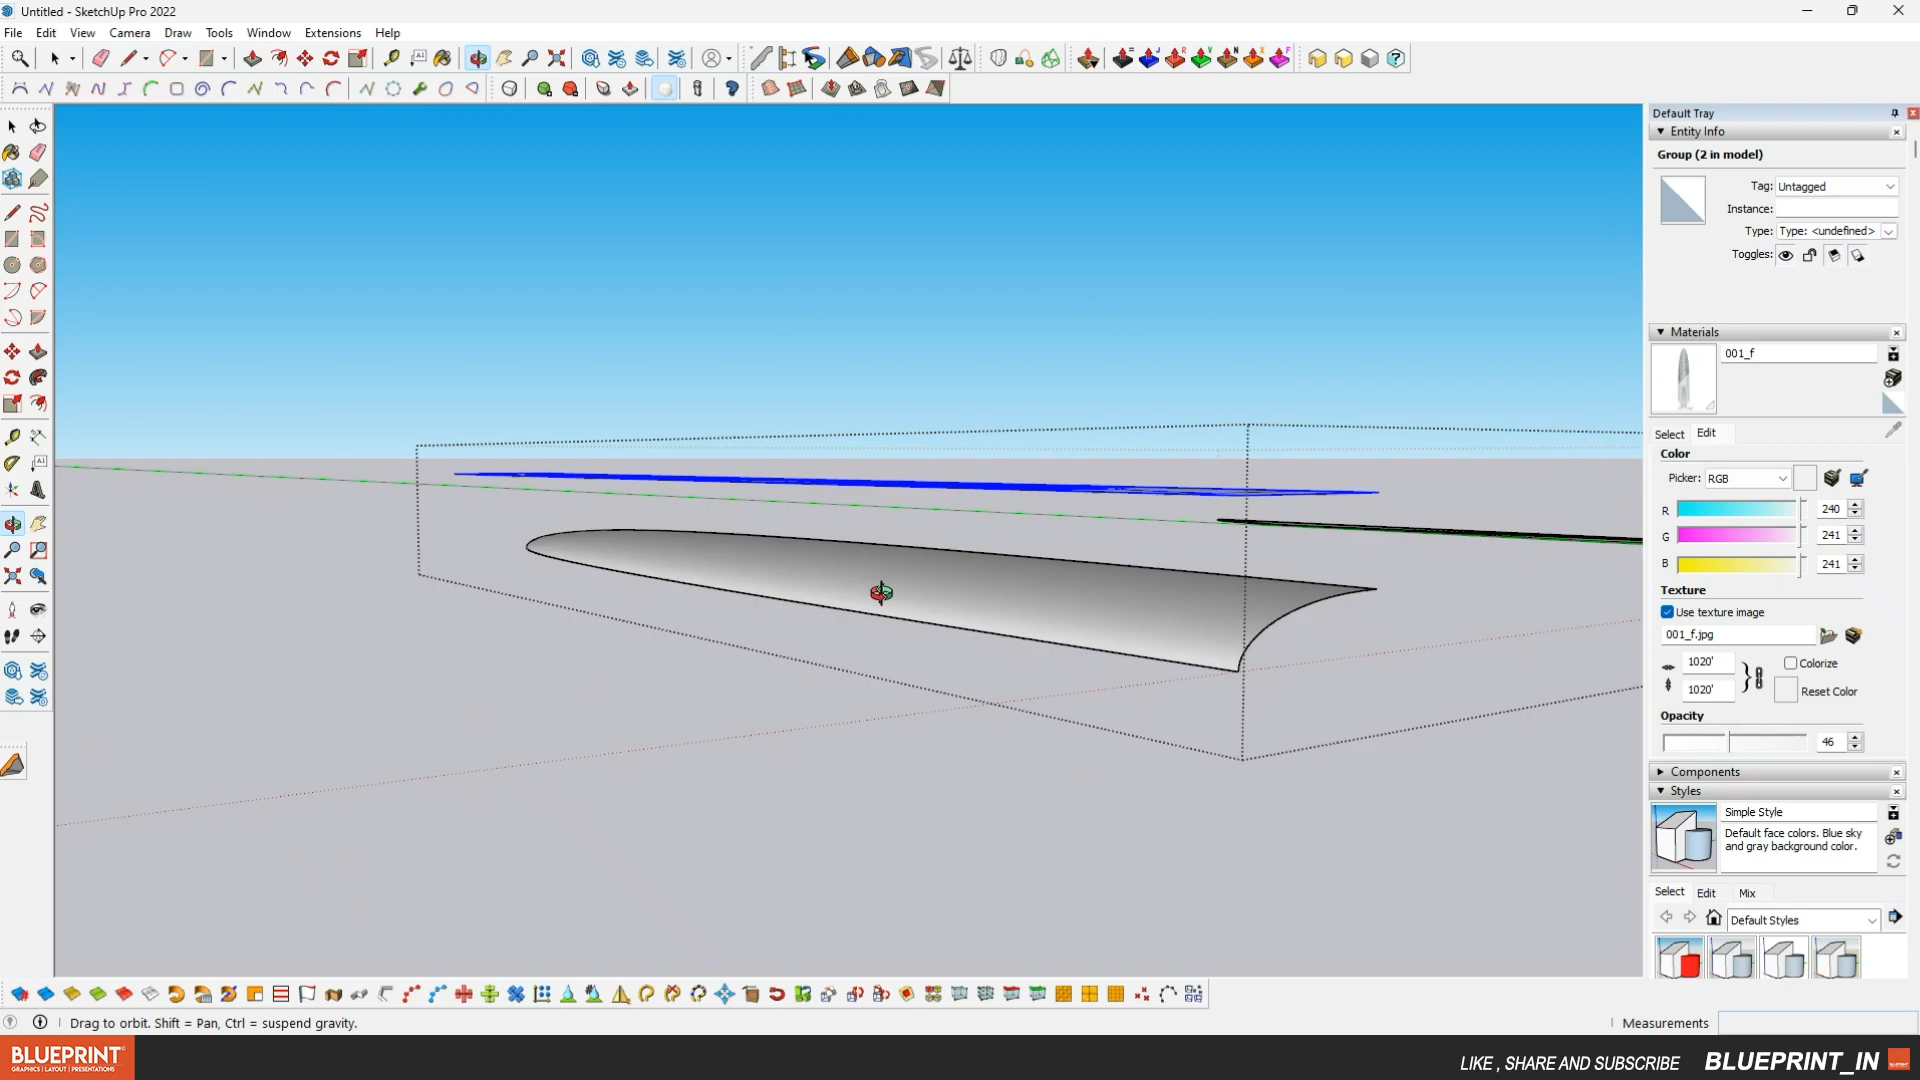 Untitled - SketchUp Pro 2022
File Edit View Camera Draw Tools Window Extensions Help
Default Tray
Entity Info
Group (2 in model)
Tag: Untagged
Instance:
Type: Type: <undefined>
Toggles:
Materials
001_f
Select Edit
Color
Picker: RGB
R 240
G 241
B 241
Texture
Use texture image
001_f.jpg
1020'
Colorize
1020'
Reset Color
Opacity
46
Components
Styles
Simple Style
Default face colors. Blue sky
and gray background color.
Select Edit Mix
Default Styles
Drag to orbit. Shift = Pan, Ctrl = suspend gravity.
Measurements
BLUEPRINT
GRAPHICS | LAYOUT | PRESENTATIONS
LIKE , SHARE AND SUBSCRIBE BLUEPRINT_IN